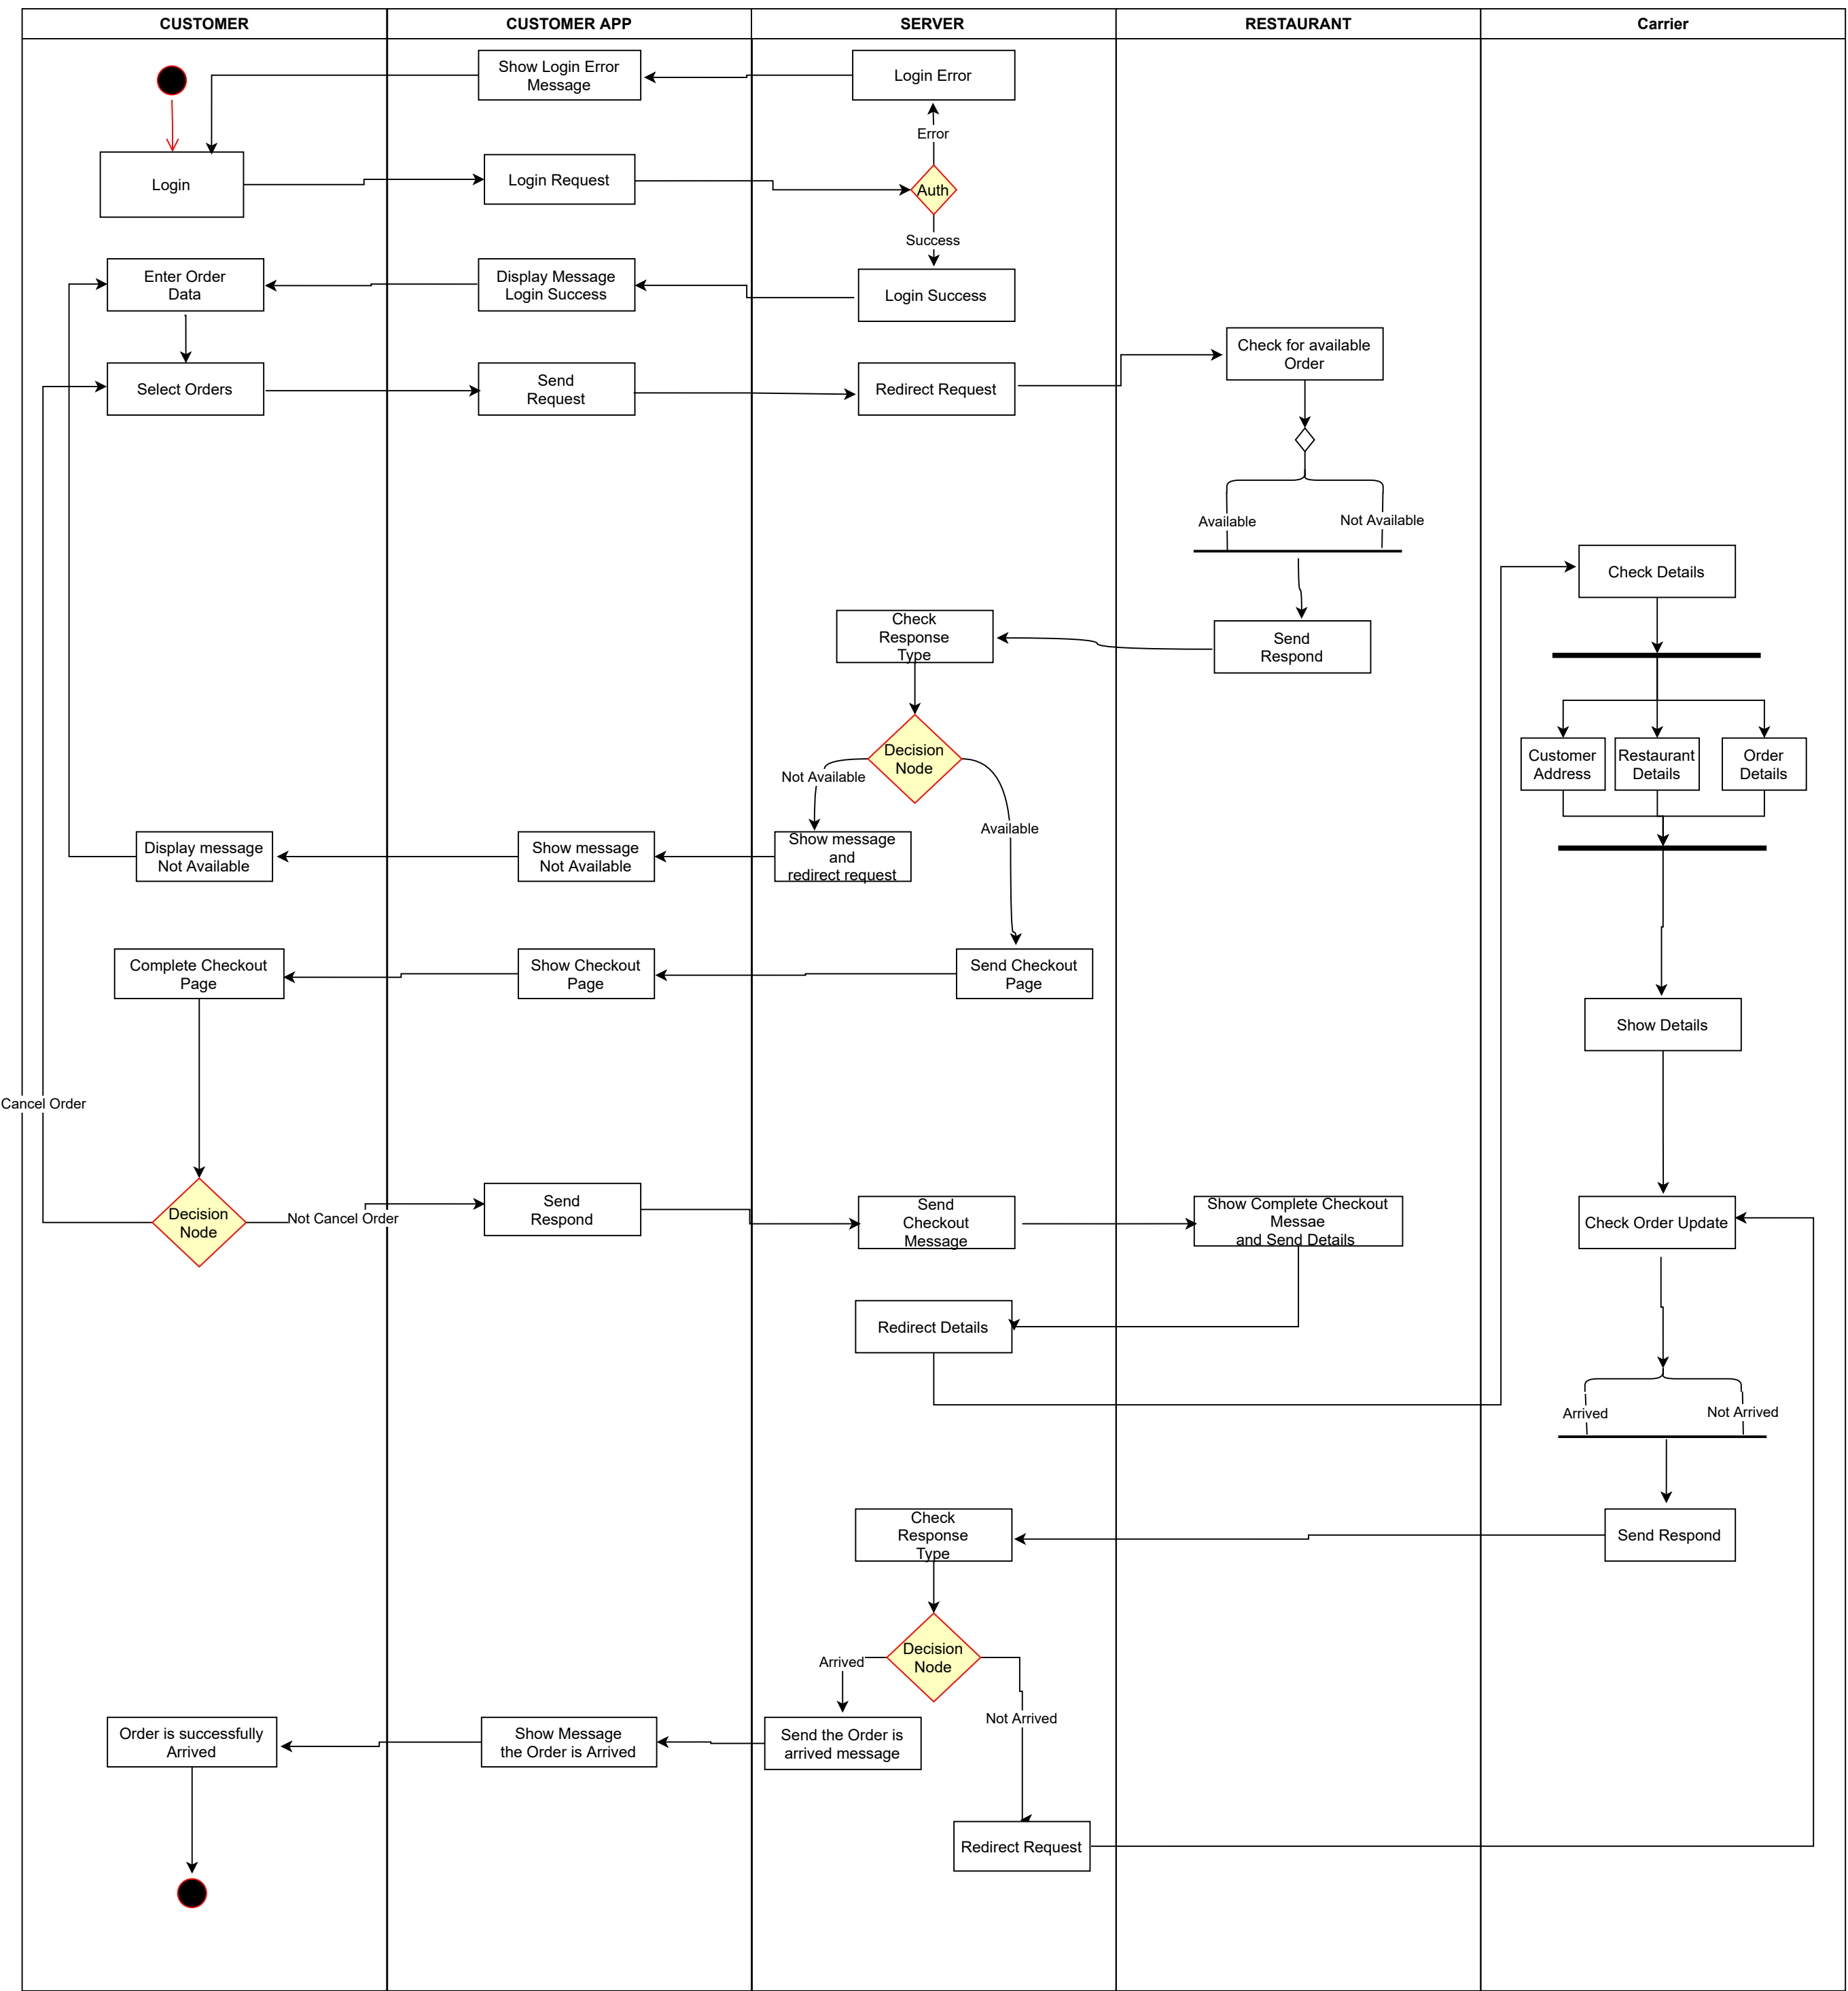 CUSTOMER
CUSTOMER APP
SERVER
RESTAURANT
Carrier
Show Login Error
Message
Login Error
Error
Login
Login Request
Auth
Success
Enter Order
Data
Display Message
Login Success
Login Success
Check for available
Order
Select Orders
Send
Request
Redirect Request
Available
Not Available
Check Details
Check
Response
Type
Send
Respond
Decision
Node
Not Available
Customer
Address
Restaurant
Details
Order
Details
Available
Display message
Not Available
Show message
Not Available
Show message
and
redirect request
Complete Checkout
Page
Show Checkout
Page
Send Checkout
Page
Show Details
Cancel Order
Decision
Node
Not Cancel Order
Send
Respond
Send
Checkout
Message
Show Complete Checkout
Messae
and Send Details
Check Order Update
Redirect Details
Arrived
Not Arrived
Check
Response
Type
Send Respond
Decision
Node
Arrived
Not Arrived
Order is successfully
Arrived
Show Message
the Order is Arrived
Send the Order is
arrived message
Redirect Request